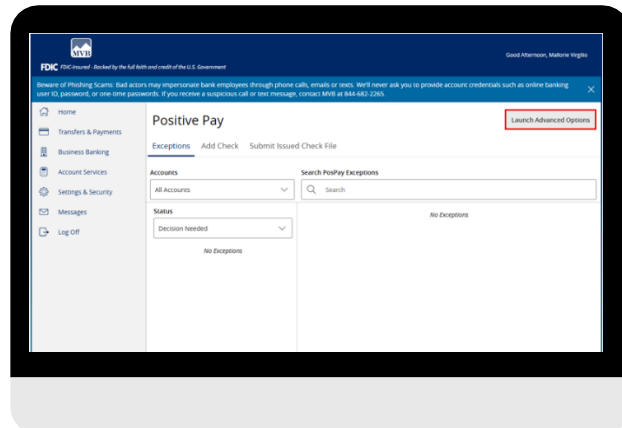 MVB
Good Afternoon, Mallorie Virgilio
FDIC FDIC-Insured - Backed by the full faith and credit of the U.S. Government
Beware of Phishing Scams: Bad actors may impersonate bank employees through phone calls, emails or texts. We'll never ask you to provide account credentials such as online banking
user ID, password, or one-time passwords. If you receive a suspicious call or text message, contact MVB at 844-682-2265.
Home
Transfers & Payments
Business Banking
Account Services
Settings & Security
Messages
Log Off
Positive Pay
Launch Advanced Options
Exceptions Add Check Submit Issued Check File
Accounts
All Accounts
Search PosPay Exceptions
Search
Status
Decision Needed
No Exceptions
No Exceptions